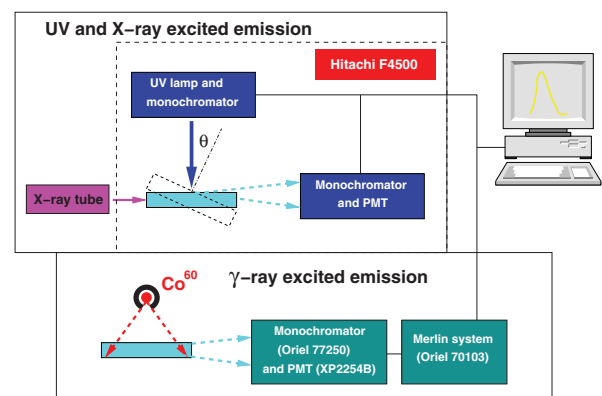 UV and X−ray excited emission
Hitachi F4500
UV lamp and
monochromator
θ
Monochromator
and PMT
X−ray tube
γ−ray excited emission
Co60
Monochromator
(Oriel 77250)
and PMT (XP2254B)
Merlin system
(Oriel 70103)